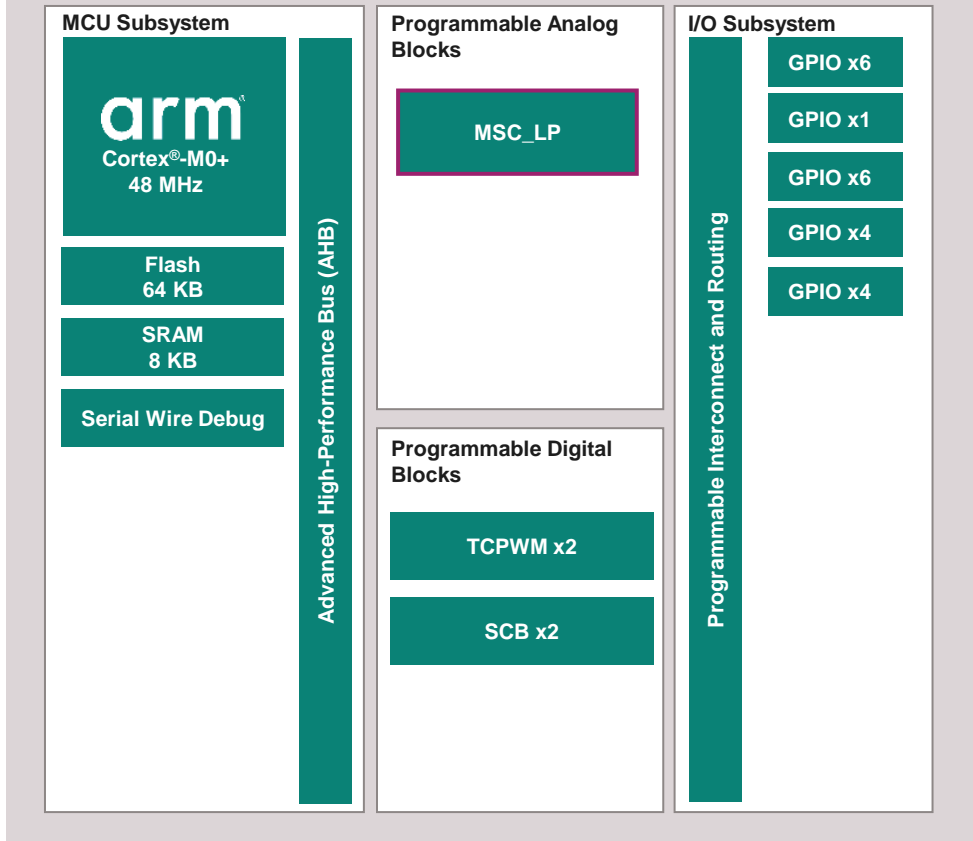 MCU Subsystem
arm
Cortex®-M0+
48 MHz
Flash
64 KB
SRAM
8 KB
Serial Wire Debug
Advanced High-Performance Bus (AHB)
Programmable Analog
Blocks
MSC_LP
Programmable Digital
Blocks
TCPWM x2
SCB x2
I/O Subsystem
Programmable Interconnect and Routing
GPIO x6
GPIO x1
GPIO x6
GPIO x4
GPIO x4